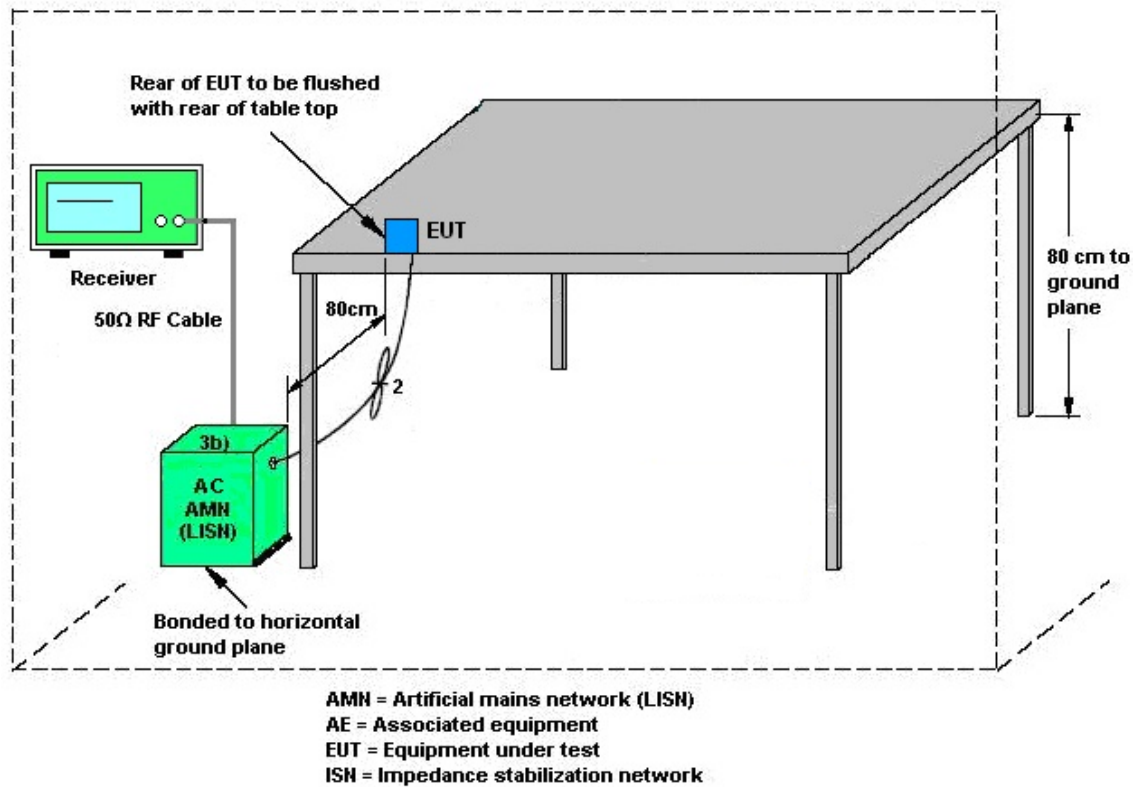 Rear of EUT to be flushed
with rear of table top
EUT
Receiver
50Ω RF Cable
80cm
80 cm to
ground
plane
2
3b)
AC
AMN
(LISN)
Bonded to horizontal
ground plane
AMN = Artificial mains network (LISN)
AE = Associated equipment
EUT = Equipment under test
ISN = Impedance stabilization network